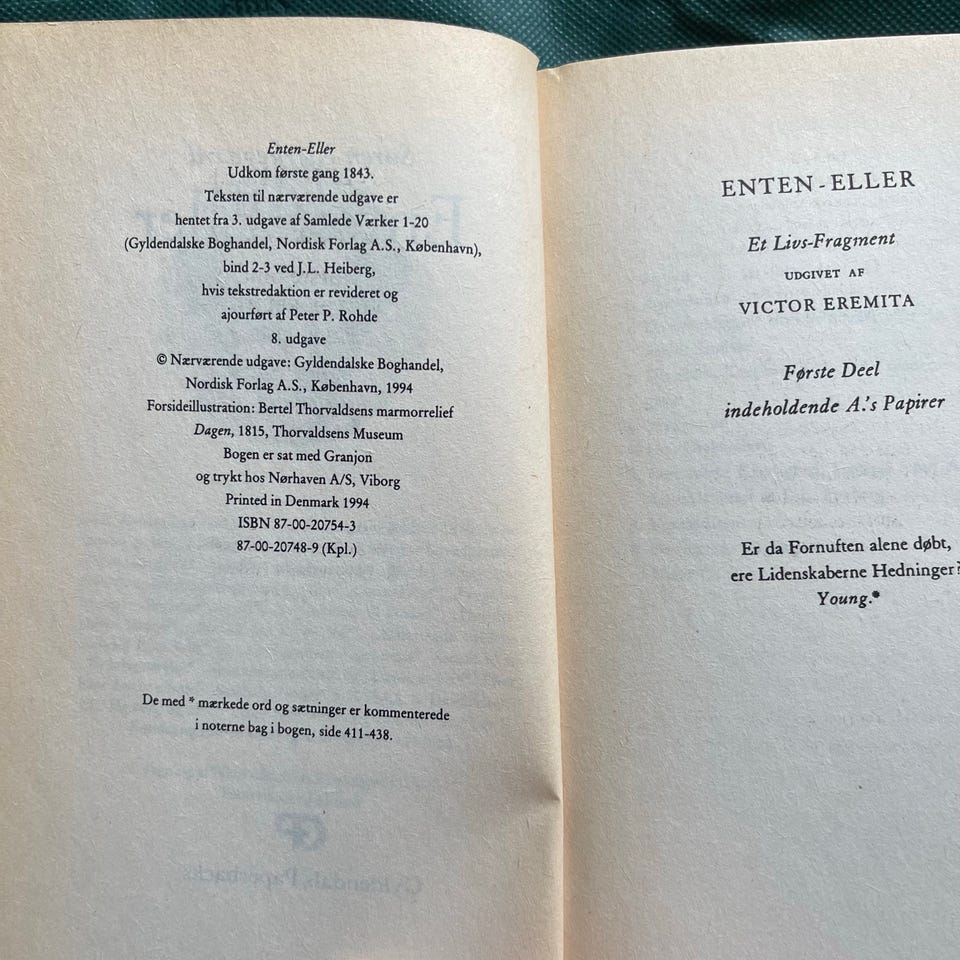 Enten-Eller
Udkom første gang 1843.
Teksten til nærværende udgave er
hentet fra 3. udgave af Samlede Værker 1-20
(Gyldendalske Boghandel, Nordisk Forlag A.S., København),
bind 2-3 ved J.L. Heiberg,
hvis tekstredaktion er revideret og
ajourført af Peter P. Rohde
8. udgave
© Nærværende udgave: Gyldendalske Boghandel,
Nordisk Forlag A.S., København, 1994
Forsideillustration: Bertel Thorvaldsens marmorrelief
Dagen, 1815, Thorvaldsens Museum
Bogen er sat med Granjon
og trykt hos Nørhaven A/S, Viborg
Printed in Denmark 1994
ISBN 87-00-20754-3
87-00-20748-9 (Kpl.)
De med * mærkede ord og sætninger er kommenterede
i noterne bag i bogen, side 411-438.
ENTEN-ELLER
Et Livs-Fragment
UDGIVET AF
VICTOR EREMITA
Første Deel
indeholdende A.'s Papirer
Er da Fornuften alene døbt,
ere Lidenskaberne Hedninger?
Young.*